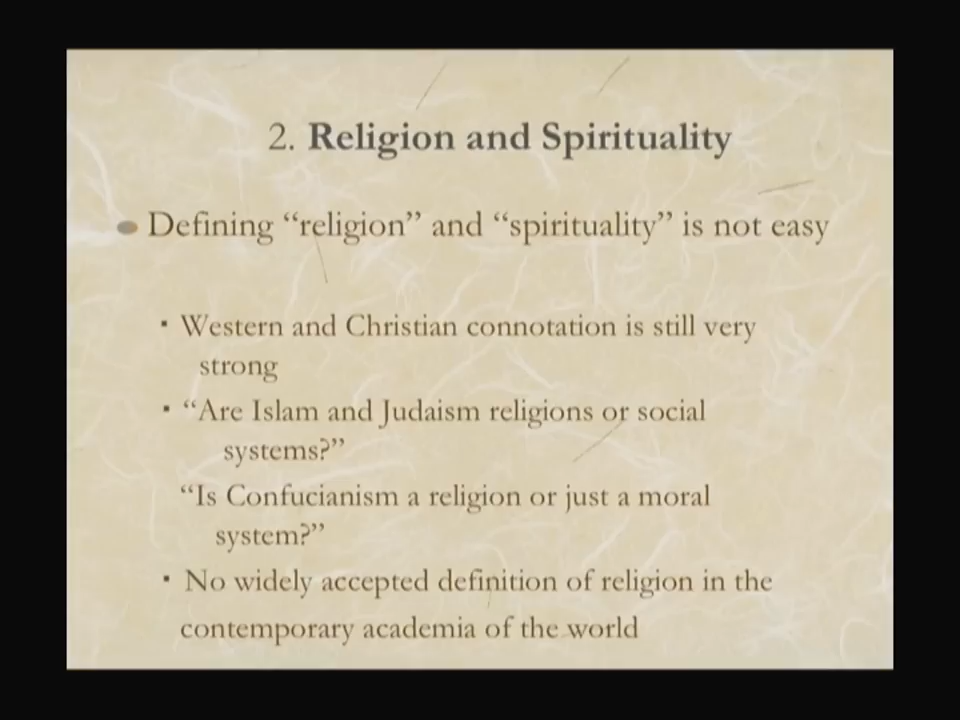 2. Religion and Spirituality
Defining “religion” and “spirituality” is not easy
▪ Western and Christian connotation is still very
strong
▪ “Are Islam and Judaism religions or social
systems?”
“Is Confucianism a religion or just a moral
system?”
▪ No widely accepted definition of religion in the
contemporary academia of the world